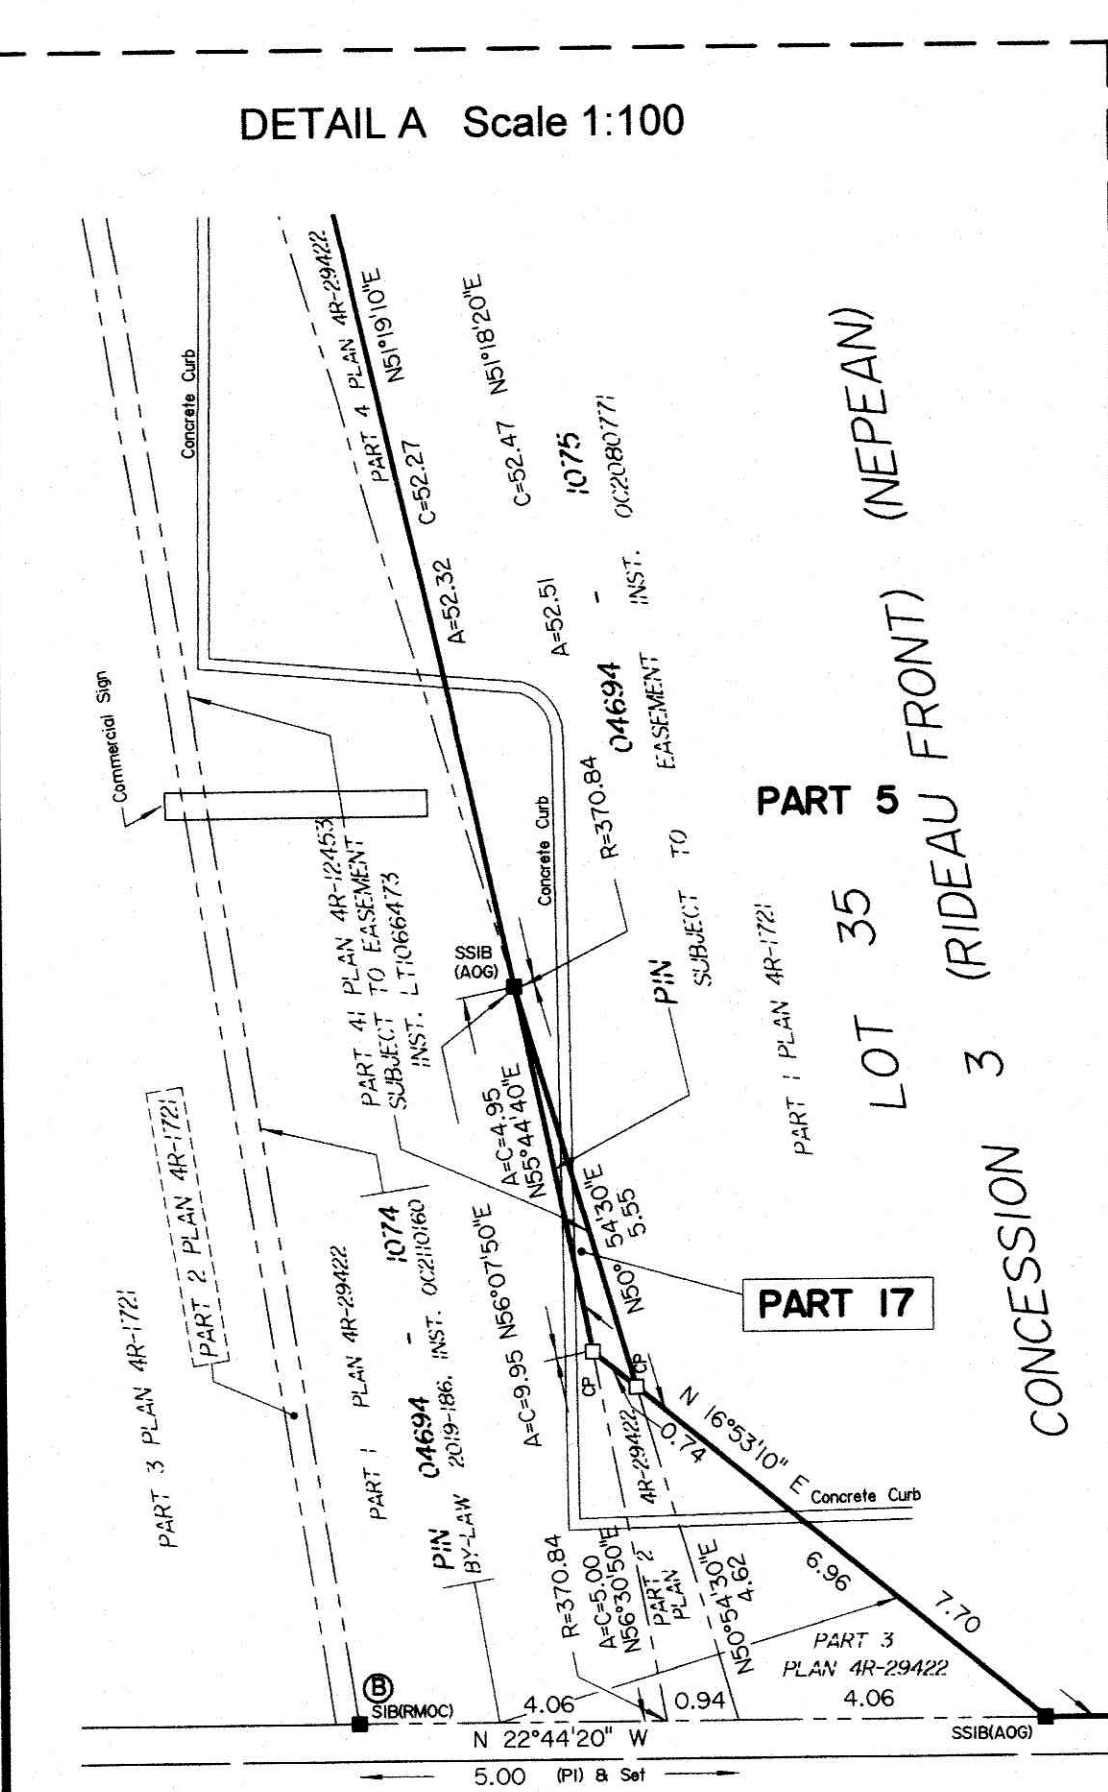 DETAIL A Scale 1:100
Concrete Curb
PART 4 PLAN 4R-29422
N51°19'10"E
C=52.27
A=52.32
N51°18'20"E
C=52.47
A=52.51
1075
-
04694
PIN
OC2080771
INST.
EASEMENT
TO
SUBJECT
(NEPEAN)
(RIDEAU FRONT)
3
CONCESSION
Commercial Sign
R=370.84
Concrete Curb
PART 5
LOT 35
PART 1 PLAN 4R-1721
PART 41 PLAN 4R-12453
SUBJECT TO EASEMENT
INST. LT1066473
SSIB
(AOG)
A=C=4.95
N55°44'40"E
N50°54'30"E
5.55
PART 17
PART 2 PLAN 4R-1721
PART 3 PLAN 4R-1721
PART 1 PLAN 4R-29422
PIN 04694 - 1074
BY-LAW 2019-186, INST. OC2110160
A=C=9.95 N56°07'50"E
CP
CP
N 16°53'10" E
0.74
Concrete Curb
6.96
7.70
R=370.84
A=C=5.00
N56°30'50"E
PART 2
PLAN
4R-29422
N50°54'30"E
4.62
PART 3
PLAN 4R-29422
B
SIB(RMOC)
4.06
0.94
4.06
N 22°44'20" W
SSIB(AOG)
5.00 (P1) & Set